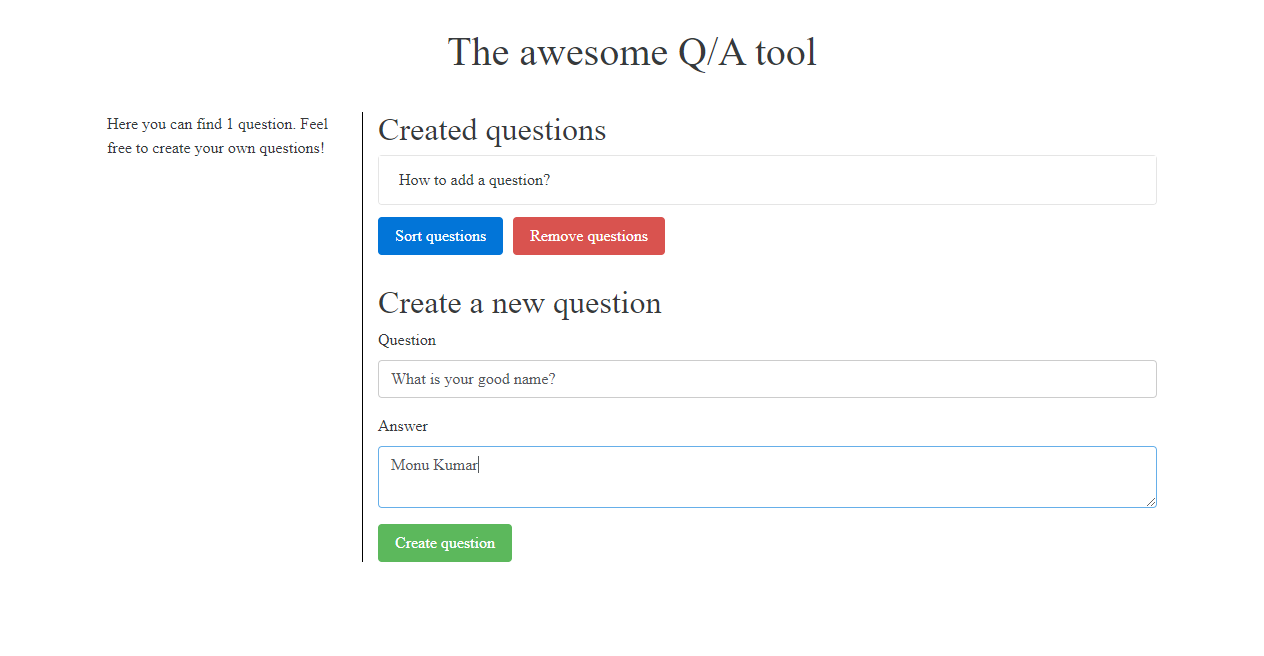 The awesome Q/A tool
Here you can find 1 question. Feel
free to create your own questions!
Created questions
How to add a question?
Sort questions
Remove questions
Create a new question
Question
What is your good name?
Answer
Monu Kumar
Create question